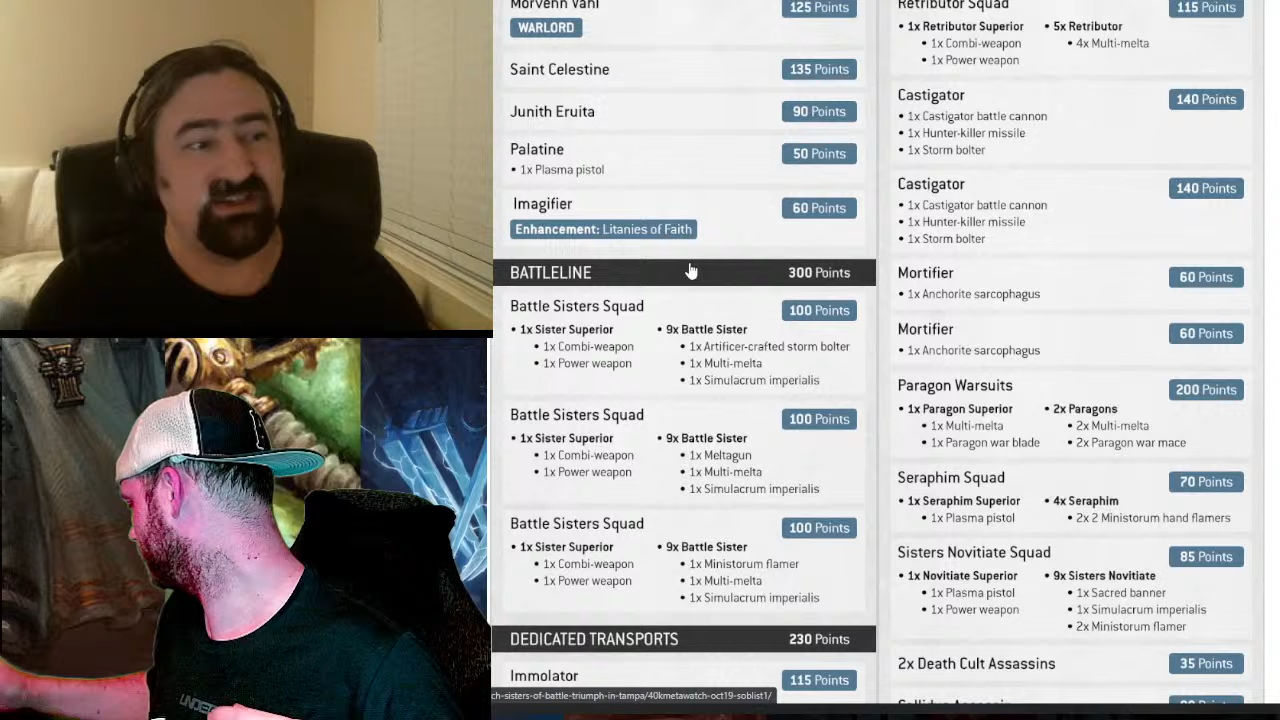 Morvenn Vahl
125 Points
WARLORD
Saint Celestine
135 Points
Junith Eruita
90 Points
Palatine
50 Points
• 1x Plasma pistol
Imagifier
60 Points
Enhancement: Litanies of Faith
BATTLELINE
300 Points
Battle Sisters Squad
100 Points
• 1x Sister Superior
• 1x Combi-weapon
• 1x Power weapon
• 9x Battle Sister
• 1x Artificer-crafted storm bolter
• 1x Multi-melta
• 1x Simulacrum imperialis
Battle Sisters Squad
100 Points
• 1x Sister Superior
• 1x Combi-weapon
• 1x Power weapon
• 9x Battle Sister
• 1x Meltagun
• 1x Multi-melta
• 1x Simulacrum imperialis
Battle Sisters Squad
100 Points
• 1x Sister Superior
• 1x Combi-weapon
• 1x Power weapon
• 9x Battle Sister
• 1x Ministorum flamer
• 1x Multi-melta
• 1x Simulacrum imperialis
DEDICATED TRANSPORTS
230 Points
Immolator
115 Points
ch-sisters-of-battle-triumph-in-tampa/40kmetawatch-oct19-soblist1/
Retributor Squad
115 Points
• 1x Retributor Superior
• 1x Combi-weapon
• 1x Power weapon
• 5x Retributor
• 4x Multi-melta
Castigator
140 Points
• 1x Castigator battle cannon
• 1x Hunter-killer missile
• 1x Storm bolter
Castigator
140 Points
• 1x Castigator battle cannon
• 1x Hunter-killer missile
• 1x Storm bolter
Mortifier
60 Points
• 1x Anchorite sarcophagus
Mortifier
60 Points
• 1x Anchorite sarcophagus
Paragon Warsuits
200 Points
• 1x Paragon Superior
• 1x Multi-melta
• 1x Paragon war blade
• 2x Paragons
• 2x Multi-melta
• 2x Paragon war mace
Seraphim Squad
70 Points
• 1x Seraphim Superior
• 1x Plasma pistol
• 4x Seraphim
• 2x 2 Ministorum hand flamers
Sisters Novitiate Squad
85 Points
• 1x Novitiate Superior
• 1x Plasma pistol
• 1x Power weapon
• 9x Sisters Novitiate
• 1x Sacred banner
• 1x Simulacrum imperialis
• 2x Ministorum flamer
2x Death Cult Assassins
35 Points